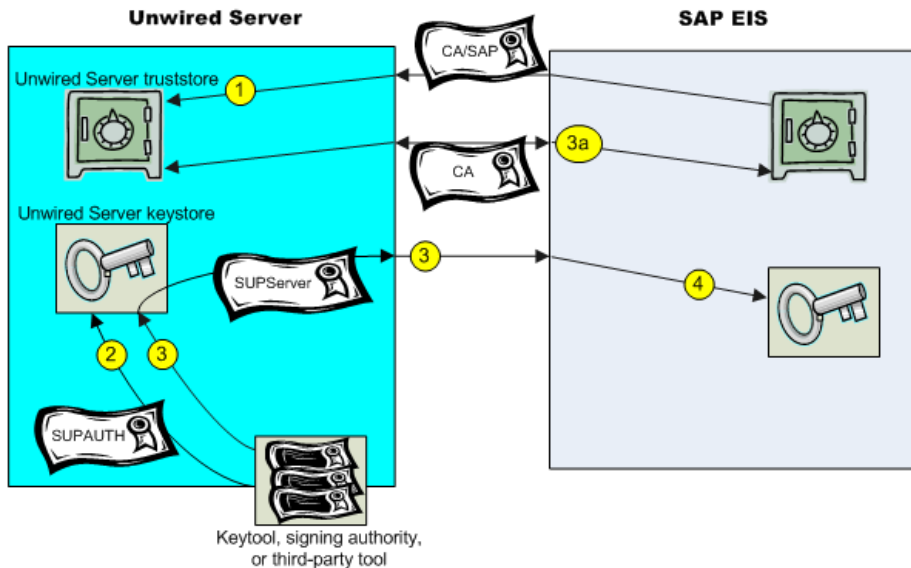 Unwired Server
SAP EIS
CA/SAP
Unwired Server truststore
1
3a
CA
Unwired Server keystore
SUPServer
3
4
2
3
SUPAUTH
Keytool, signing authority,
or third-party tool